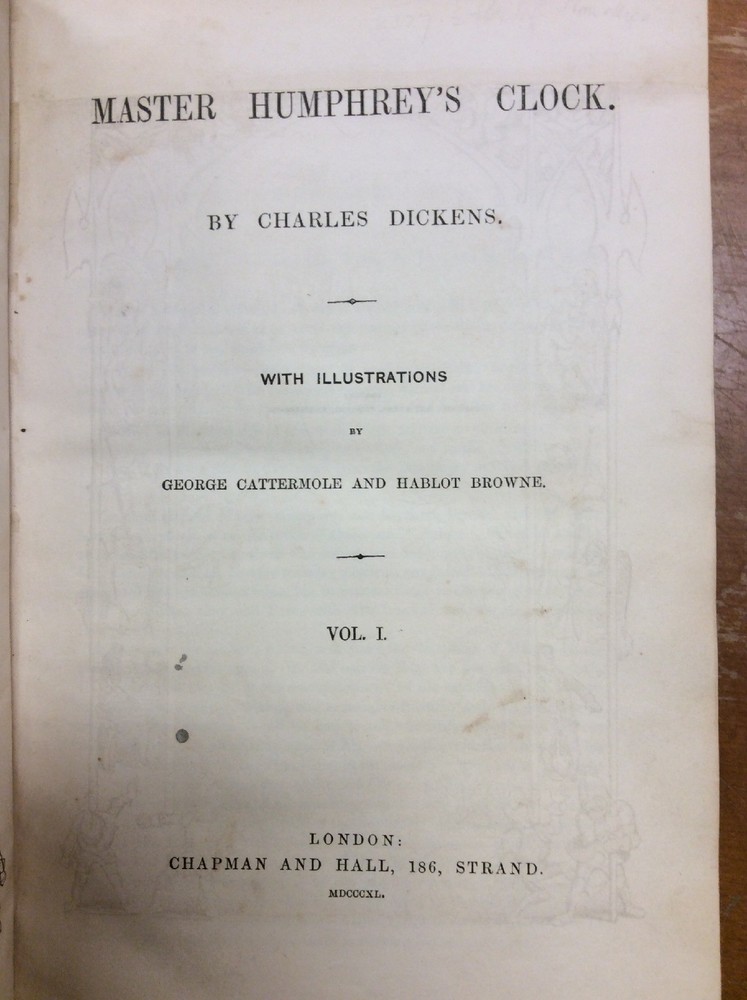 MASTER HUMPHREY'S CLOCK.
BY CHARLES DICKENS.
WITH ILLUSTRATIONS
BY
GEORGE CATTERMOLE AND HABLOT BROWNE.
VOL. I.
LONDON:
CHAPMAN AND HALL, 186, STRAND.
MDCCCXL.